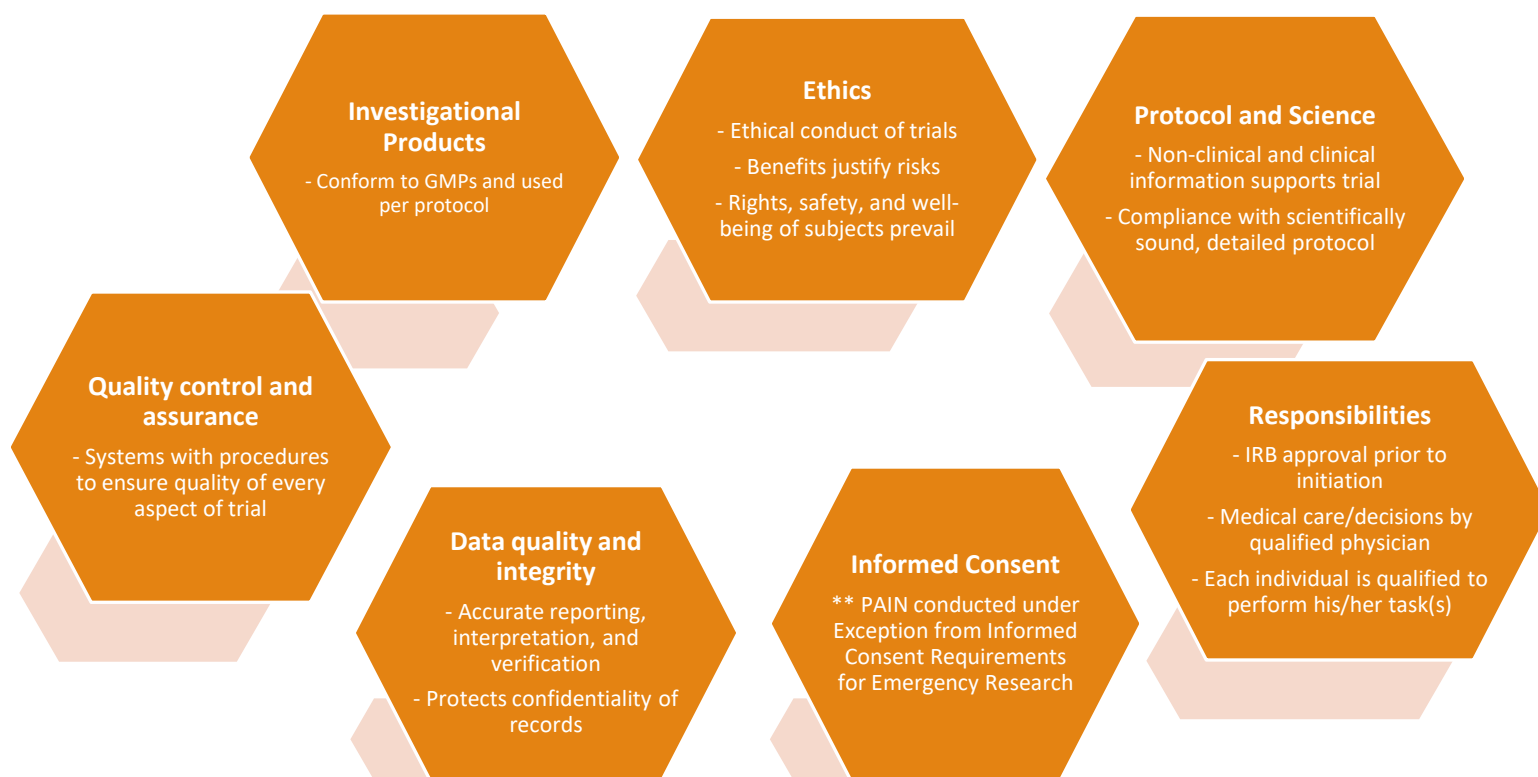 Investigational
Products
- Conform to GMPs and used
per protocol
Ethics
- Ethical conduct of trials
- Benefits justify risks
- Rights, safety, and well-
being of subjects prevail
Protocol and Science
- Non-clinical and clinical
information supports trial
- Compliance with scientifically
sound, detailed protocol
Quality control and
assurance
- Systems with procedures
to ensure quality of every
aspect of trial
Data quality and
integrity
- Accurate reporting,
interpretation, and
verification
- Protects confidentiality of
records
Informed Consent
** PAIN conducted under
Exception from Informed
Consent Requirements
for Emergency Research
Responsibilities
- IRB approval prior to
initiation
- Medical care/decisions by
qualified physician
- Each individual is qualified to
perform his/her task(s)